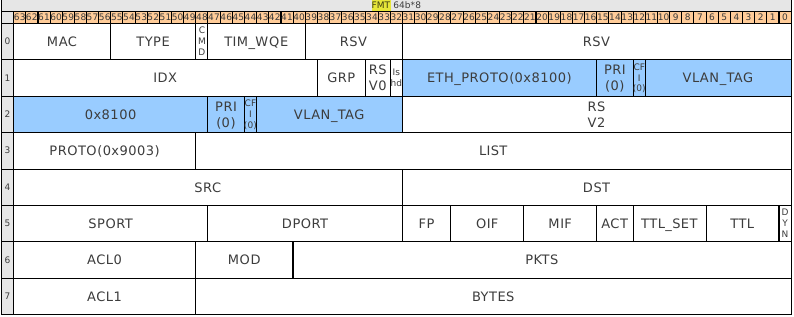 FMT 64b*8
63 62 61 60 59 58 57 56 55 54 53 52 51 50 49 48 47 46 45 44 43 42 41 40 39 38 37 36 35 34 33 32 31 30 29 28 27 26 25 24 23 22 21 20 19 18 17 16 15 14 13 12 11 10 9 8 7 6 5 4 3 2 1 0
0 MAC TYPE CMD TIM_WQE RSV RSV
1 IDX GRP RSV0 Ishd ETH_PROTO(0x8100) PRI(0) CFI(0) VLAN_TAG
2 0x8100 PRI(0) CFI(0) VLAN_TAG RSV2
3 PROTO(0x9003) LIST
4 SRC DST
5 SPORT DPORT FP OIF MIF ACT TTL_SET TTL DYN
6 ACL0 MOD PKTS
7 ACL1 BYTES